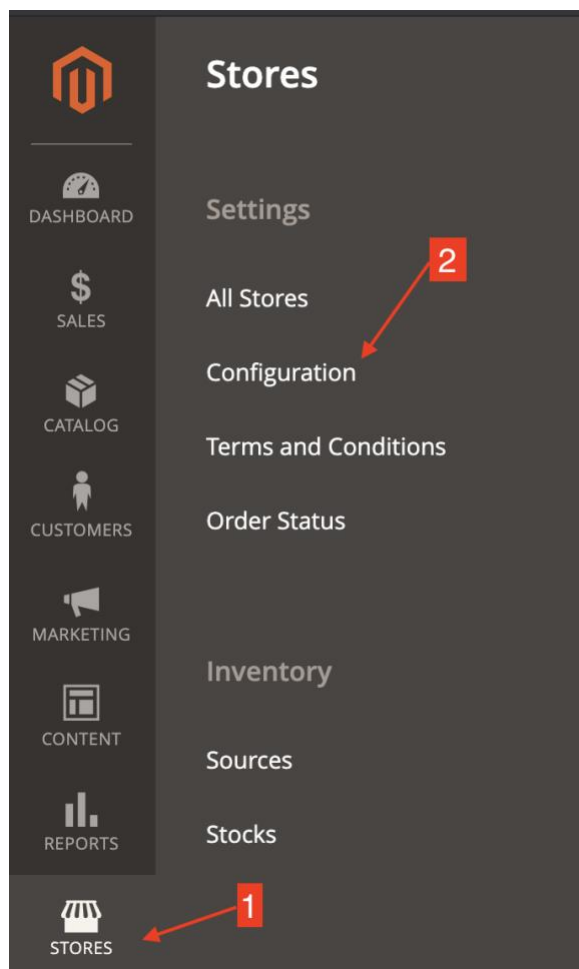 DASHBOARD
SALES
CATALOG
CUSTOMERS
MARKETING
CONTENT
REPORTS
STORES
Stores
Settings
2
All Stores
Configuration
Terms and Conditions
Order Status
Inventory
Sources
Stocks
1